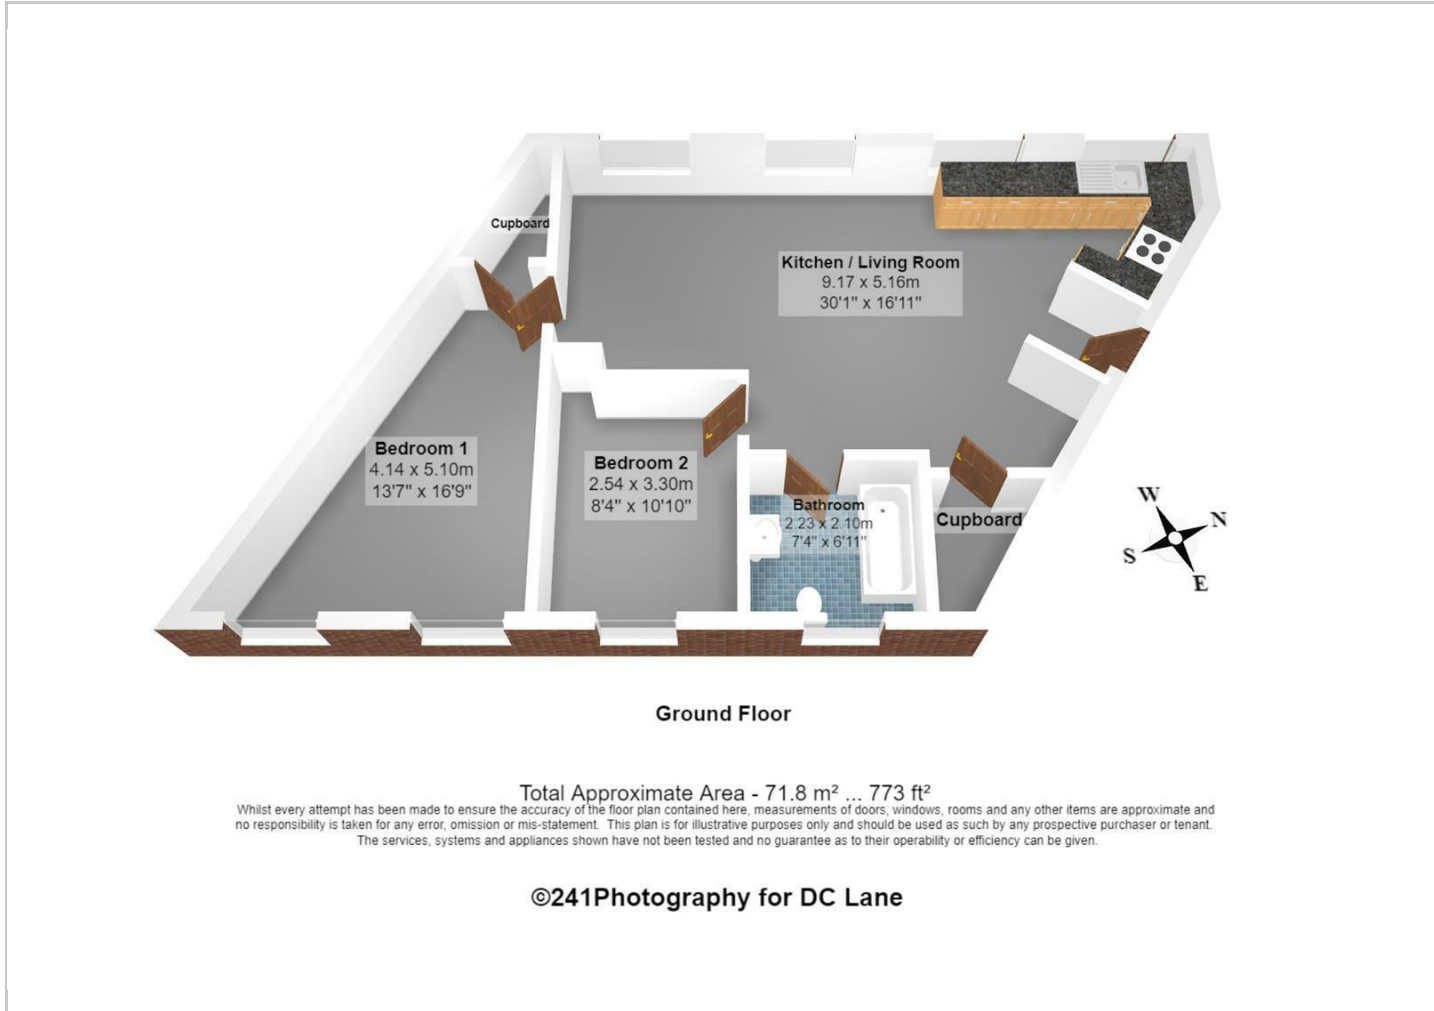 Cupboard
Kitchen / Living Room
9.17 x 5.16m
30'1" x 16'11"
Bedroom 1
4.14 x 5.10m
13'7" x 16'9"
Bedroom 2
2.54 x 3.30m
8'4" x 10'10"
Bathroom
2.23 x 2.10m
7'4" x 6'11"
Cupboard
W
N
S
E
Ground Floor
Total Approximate Area - 71.8 m² ... 773 ft²
Whilst every attempt has been made to ensure the accuracy of the floor plan contained here, measurements of doors, windows, rooms and any other items are approximate and
no responsibility is taken for any error, omission or mis-statement. This plan is for illustrative purposes only and should be used as such by any prospective purchaser or tenant.
The services, systems and appliances shown have not been tested and no guarantee as to their operability or efficiency can be given.
©241Photography for DC Lane